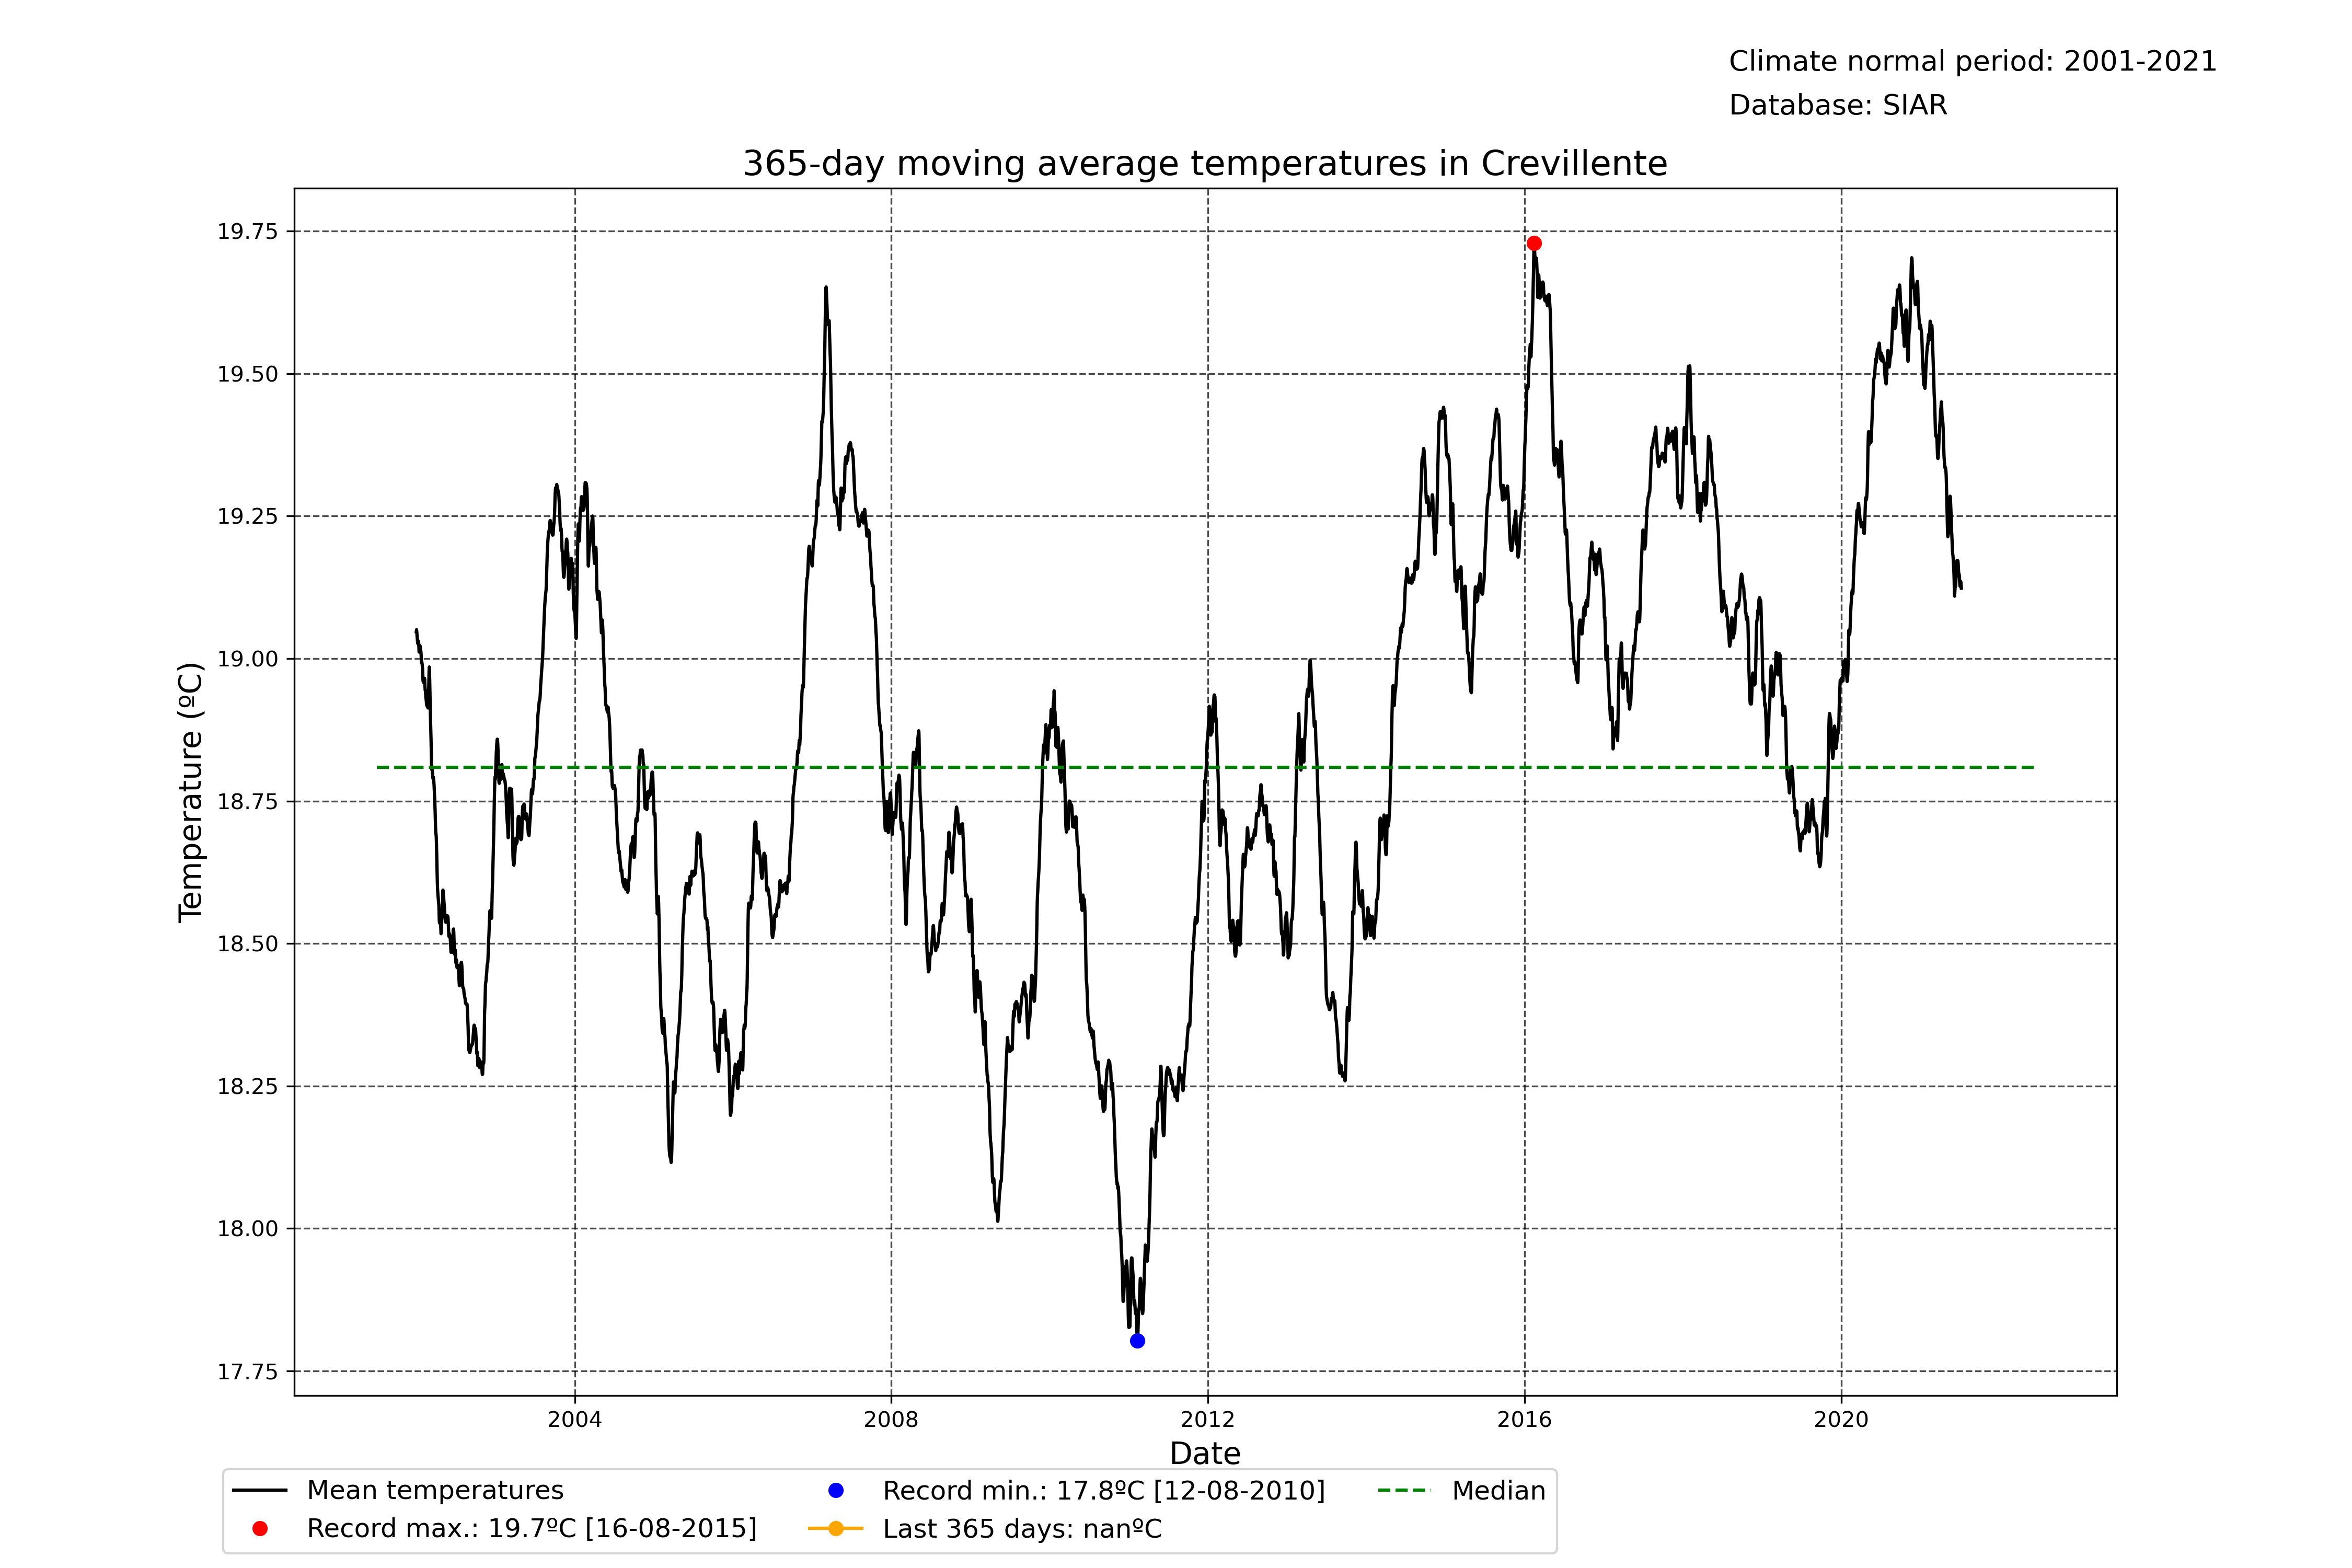 Climate normal period: 2001-2021
Database: SIAR
365-day moving average temperatures in Crevillente
Temperature (ºC)
19.75
19.50
19.25
19.00
18.75
18.50
18.25
18.00
17.75
2004 2008 2012 2016 2020
Date
Mean temperatures
Record max.: 19.7ºC [16-08-2015]
Record min.: 17.8ºC [12-08-2010]
Last 365 days: nanºC
Median